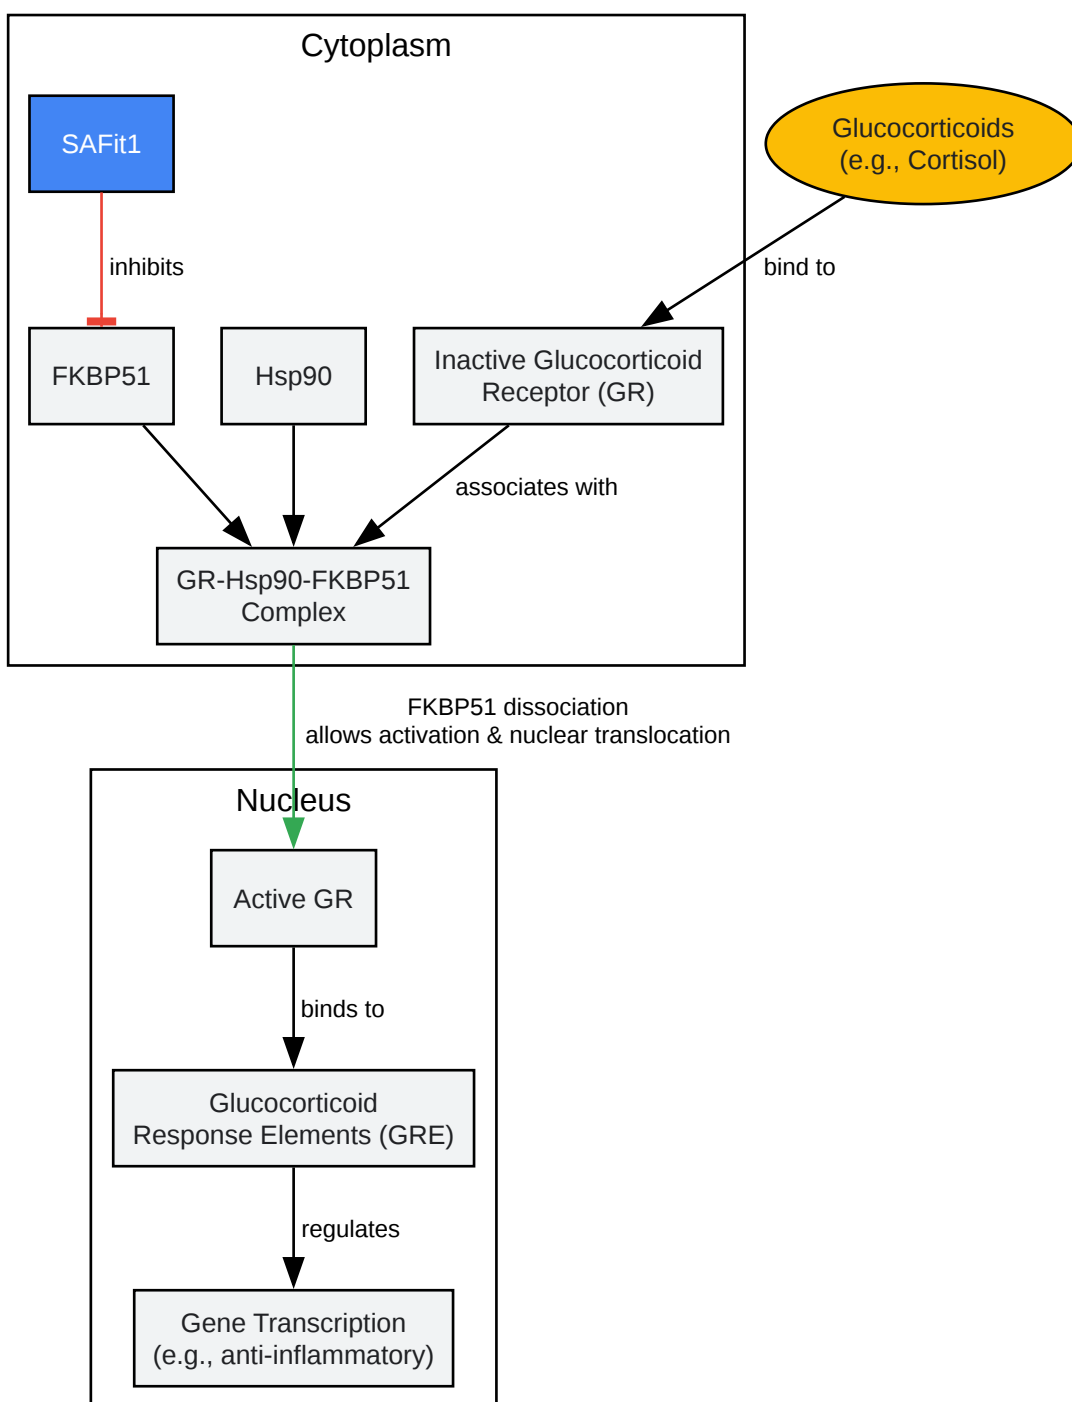 Cytoplasm
SAFit1
Glucocorticoids
(e.g., Cortisol)
inhibits
bind to
FKBP51
Hsp90
Inactive Glucocorticoid
Receptor (GR)
associates with
GR-Hsp90-FKBP51
Complex
FKBP51 dissociation
allows activation & nuclear translocation
Nucleus
Active GR
binds to
Glucocorticoid
Response Elements (GRE)
regulates
Gene Transcription
(e.g., anti-inflammatory)